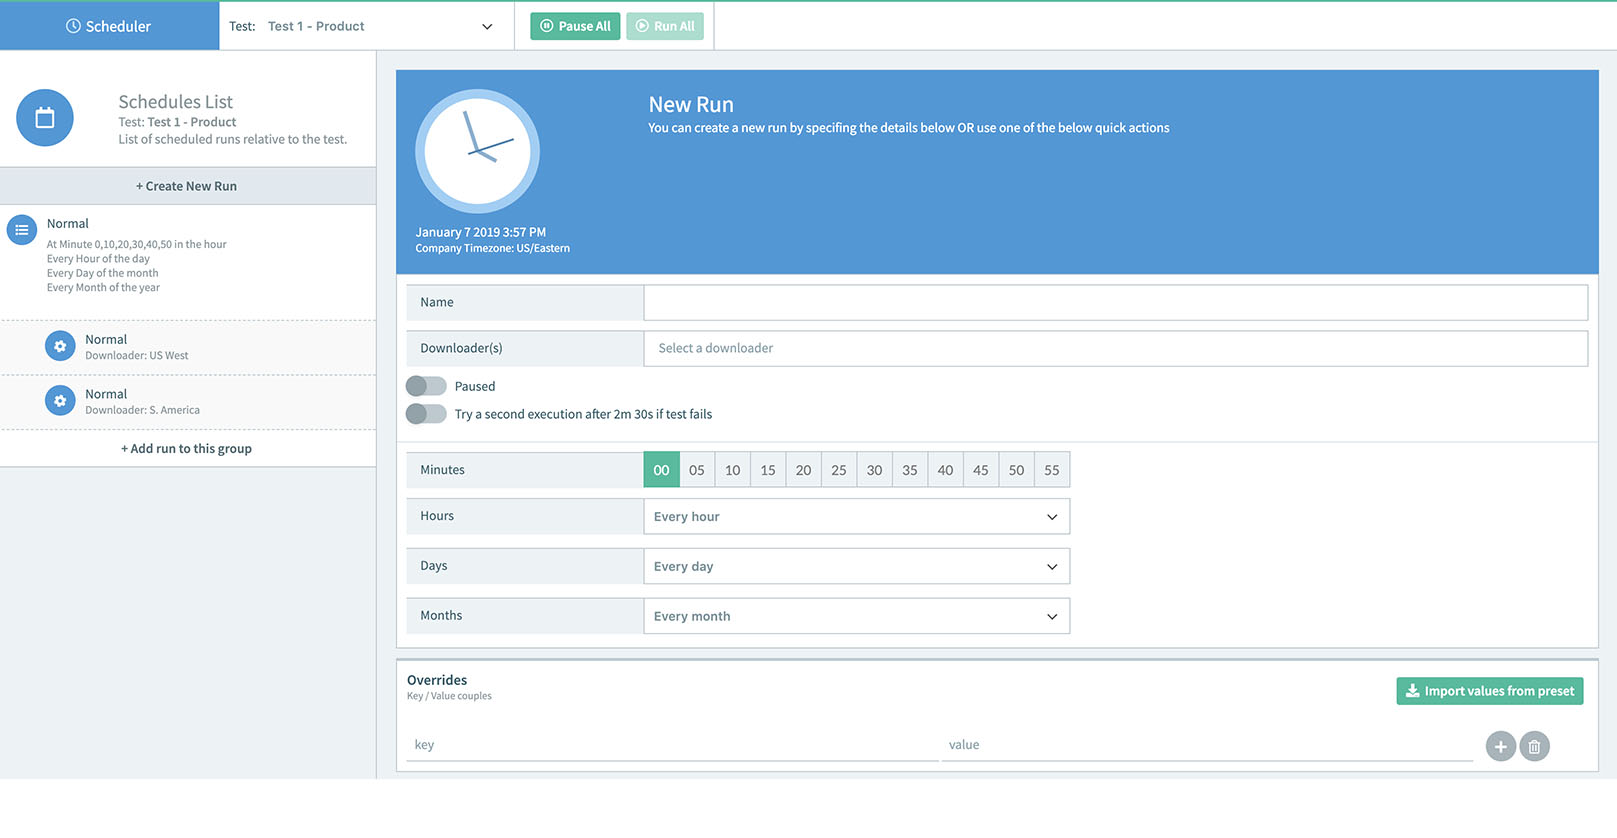 Scheduler
Test: Test 1 - Product
Pause All
Run All
Schedules List
Test: Test 1 - Product
List of scheduled runs relative to the test.
+ Create New Run
Normal
At Minute 0,10,20,30,40,50 in the hour
Every Hour of the day
Every Day of the month
Every Month of the year
Normal
Downloader: US West
Normal
Downloader: S. America
+ Add run to this group
New Run
You can create a new run by specifing the details below OR use one of the below quick actions
January 7 2019 3:57 PM
Company Timezone: US/Eastern
Name
Downloader(s) Select a downloader
Paused
Try a second execution after 2m 30s if test fails
Minutes 00 05 10 15 20 25 30 35 40 45 50 55
Hours Every hour
Days Every day
Months Every month
Overrides
Key / Value couples
Import values from preset
key value